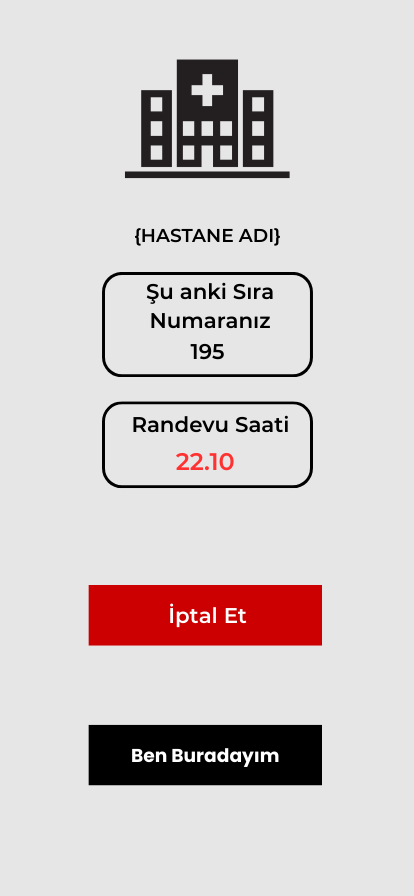 {HASTANE ADI}
Şu anki Sıra
Numaranız
195
Randevu Saati
22.10
İptal Et
Ben Buradayım